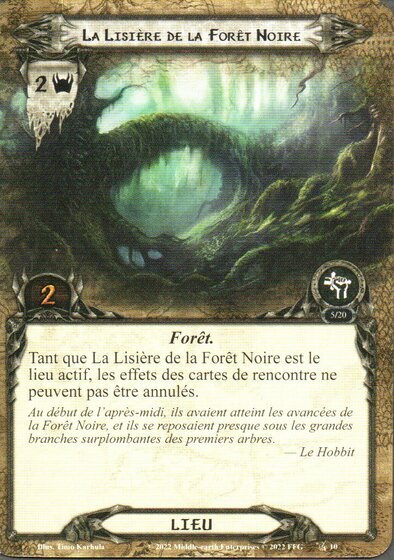 La Lisière de la Forêt Noire
2
2
5/20
Forêt.
Tant que La Lisière de la Forêt Noire est le
lieu actif, les effets des cartes de rencontre ne
peuvent pas être annulés.
Au début de l'après-midi, ils avaient atteint les avancées de
la Forêt Noire, et ils se reposaient presque sous les grandes
branches surplombantes des premiers arbres.
— Le Hobbit
LIEU
Illus. Timo Karhula © 2022 Middle-earth Enterprises © 2022 FFG 10